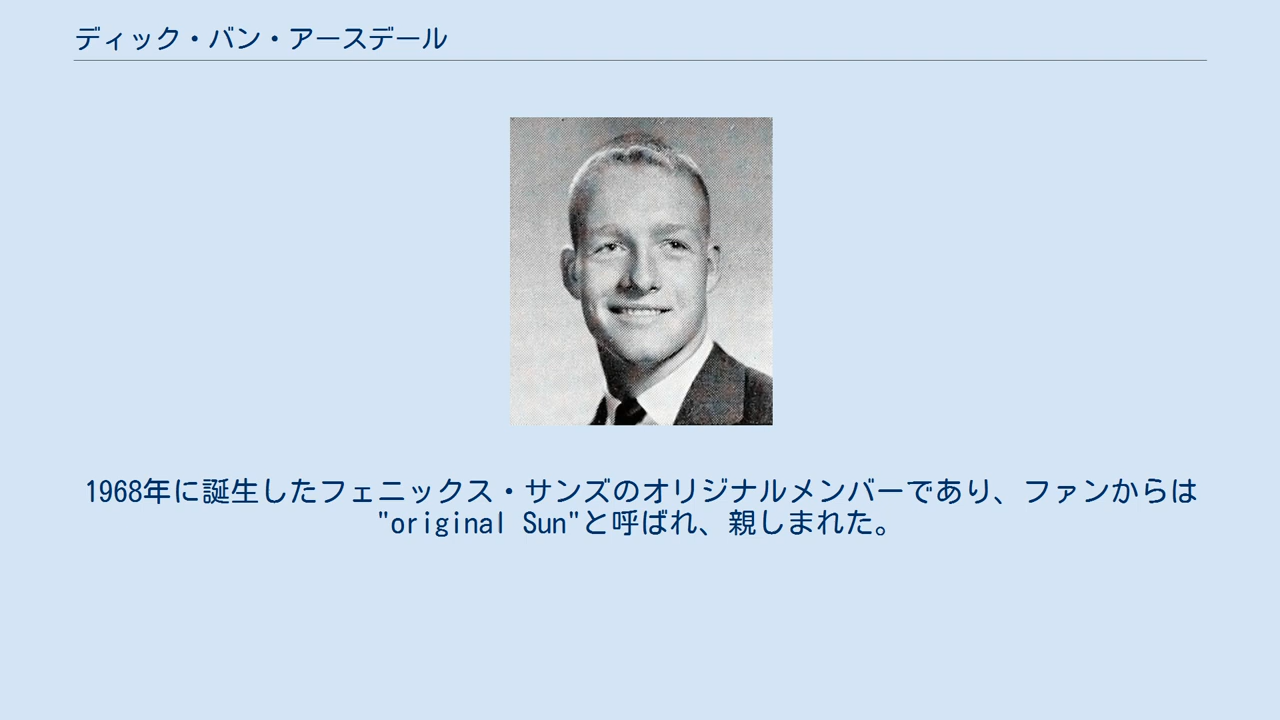 ディック・バン・アースデール
1968年に誕生したフェニックス・サンズのオリジナルメンバーであり、ファンからは
"original Sun"と呼ばれ、親しまれた。